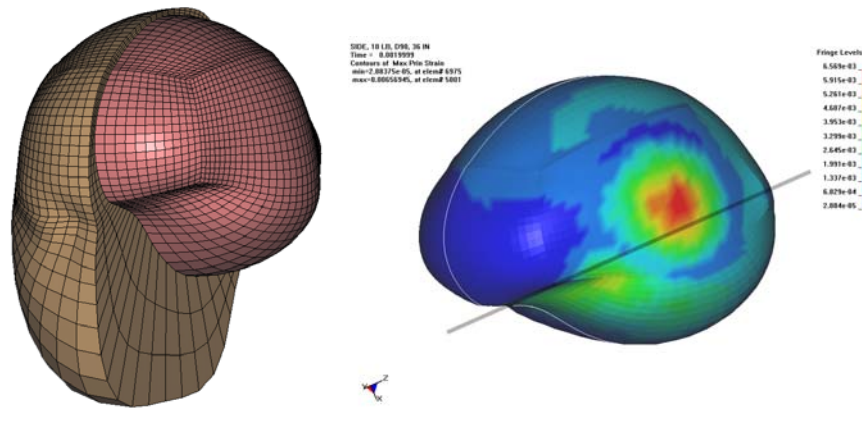 SIDE, 10 LB, D90, 36 IN
Time = 0.0019999
Contours of Max Prin Strain
min=2.88375e-05, at elem# 6975
max=0.00656945, at elem# 5001
Fringe Levels
6.569e-03
5.915e-03
5.261e-03
4.607e-03
3.953e-03
3.299e-03
2.645e-03
1.991e-03
1.337e-03
6.829e-04
2.884e-05
Z
Y
X